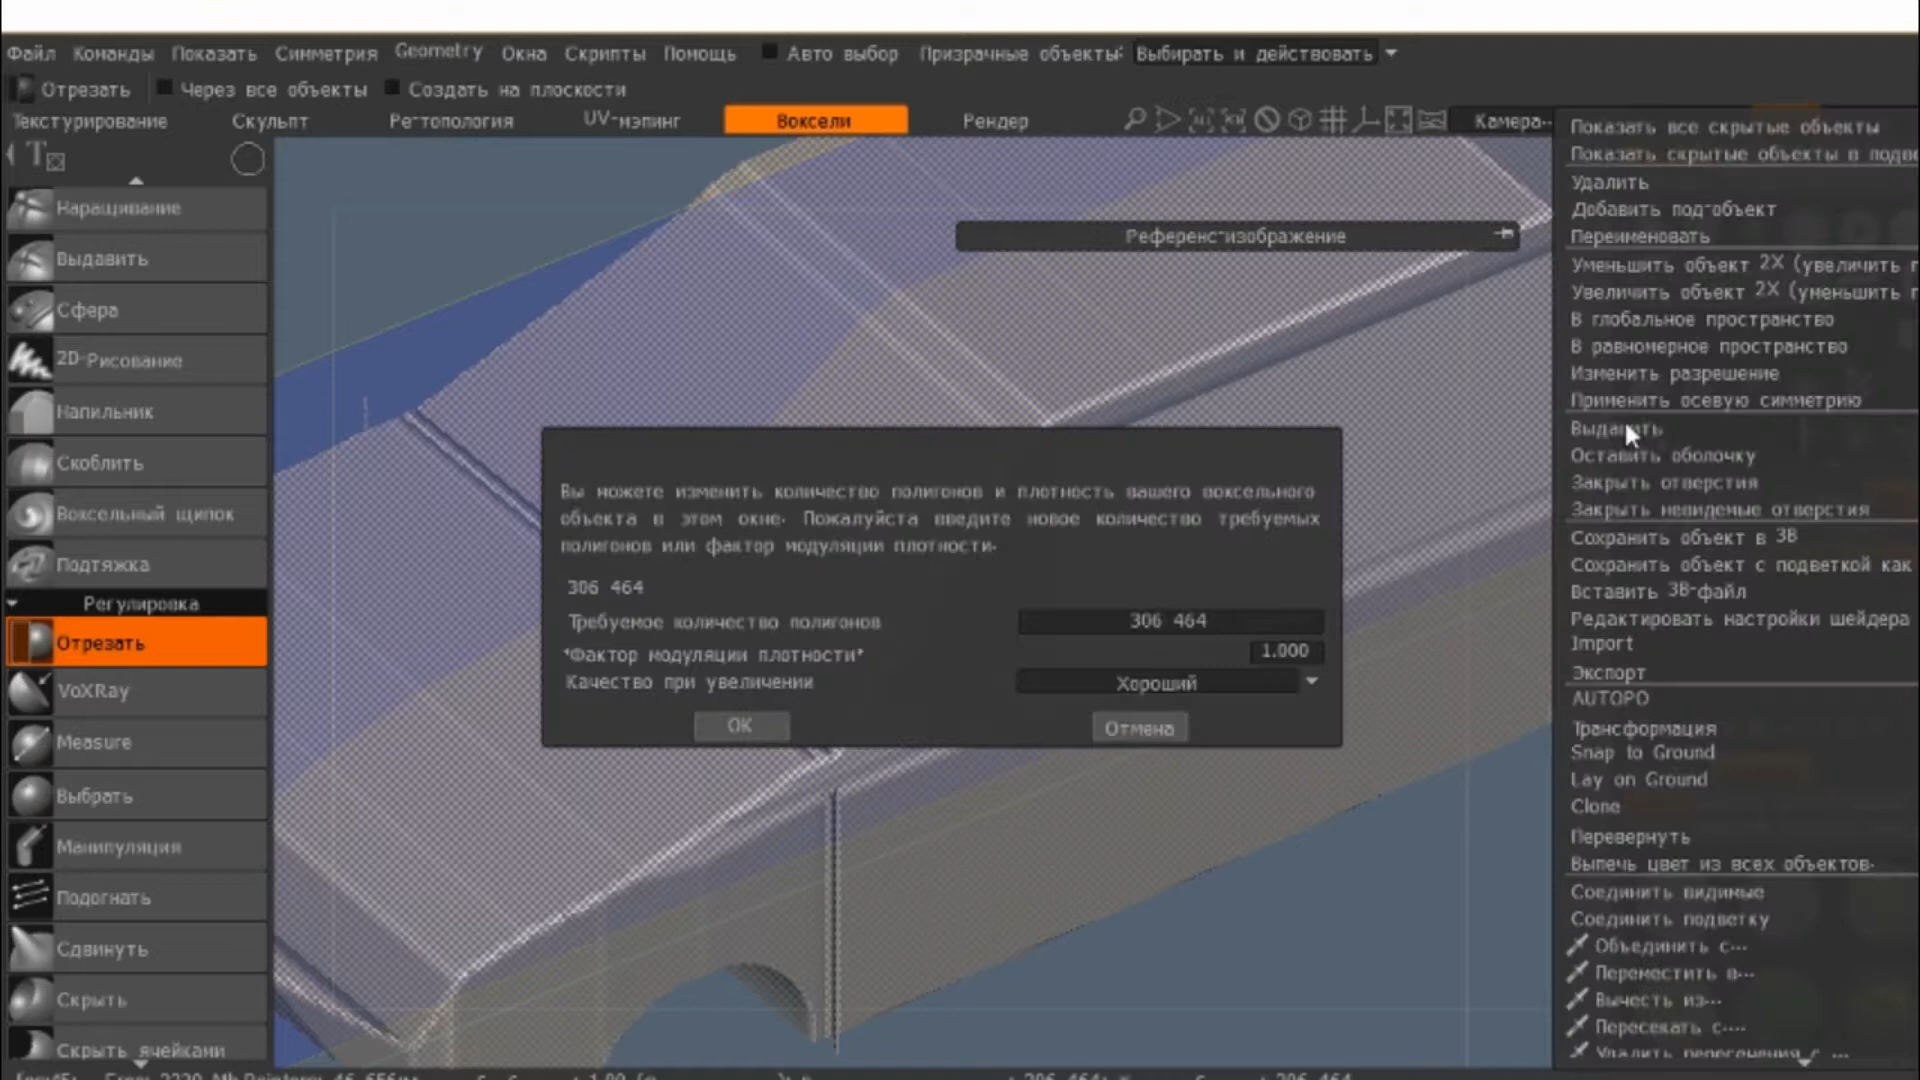 Файл Команды Показать Симметрия Geometry Окна Скрипты Помощь Авто выбор Призрачные объекты: Выбирать и действовать
Отрезать Через все объекты Создать на плоскости
Текстурирование Скульпт Ретопология UV-мэпинг Воксели Рендер Камера
Наращивание
Выдавить
Сфера
2D-Рисование
Напильник
Скоблить
Воксельный щипок
Подтяжка
Регулировка
Отрезать
VoXRay
Measure
Выбрать
Манипуляция
Подогнать
Сдвинуть
Скрыть
Скрыть ячейками
Референс-изображение
Вы можете изменить количество полигонов и плотность вашего воксельного
объекта в этом окне. Пожалуйста введите новое количество требуемых
полигонов или фактор модуляции плотности.
306 464
Требуемое количество полигонов 306 464
*Фактор модуляции плотности* 1.000
Качество при увеличении Хороший
OK Отмена
Показать все скрытые объекты
Показать скрытые объекты в
Удалить
Добавить под-объект
Переименовать
Уменьшить объект 2X (увеличить
Увеличить объект 2X (уменьшить
В глобальное пространство
В равномерное пространство
Изменить разрешение
Применить осевую симметрию
Выдавить
Оставить оболочку
Закрыть отверстия
Закрыть невидимые отверстия
Сохранить объект в 3B
Сохранить объект с подветкой как
Вставить 3B-файл
Редактировать настройки шейдера
Import
Экспорт
AUTOPO
Трансформация
Snap to Ground
Lay on Ground
Clone
Перевернуть
Выпечь цвет из всех объектов.
Соединить видимые
Соединить подветку
Объединить с...
Переместить в...
Вычесть из...
Пересекать с....